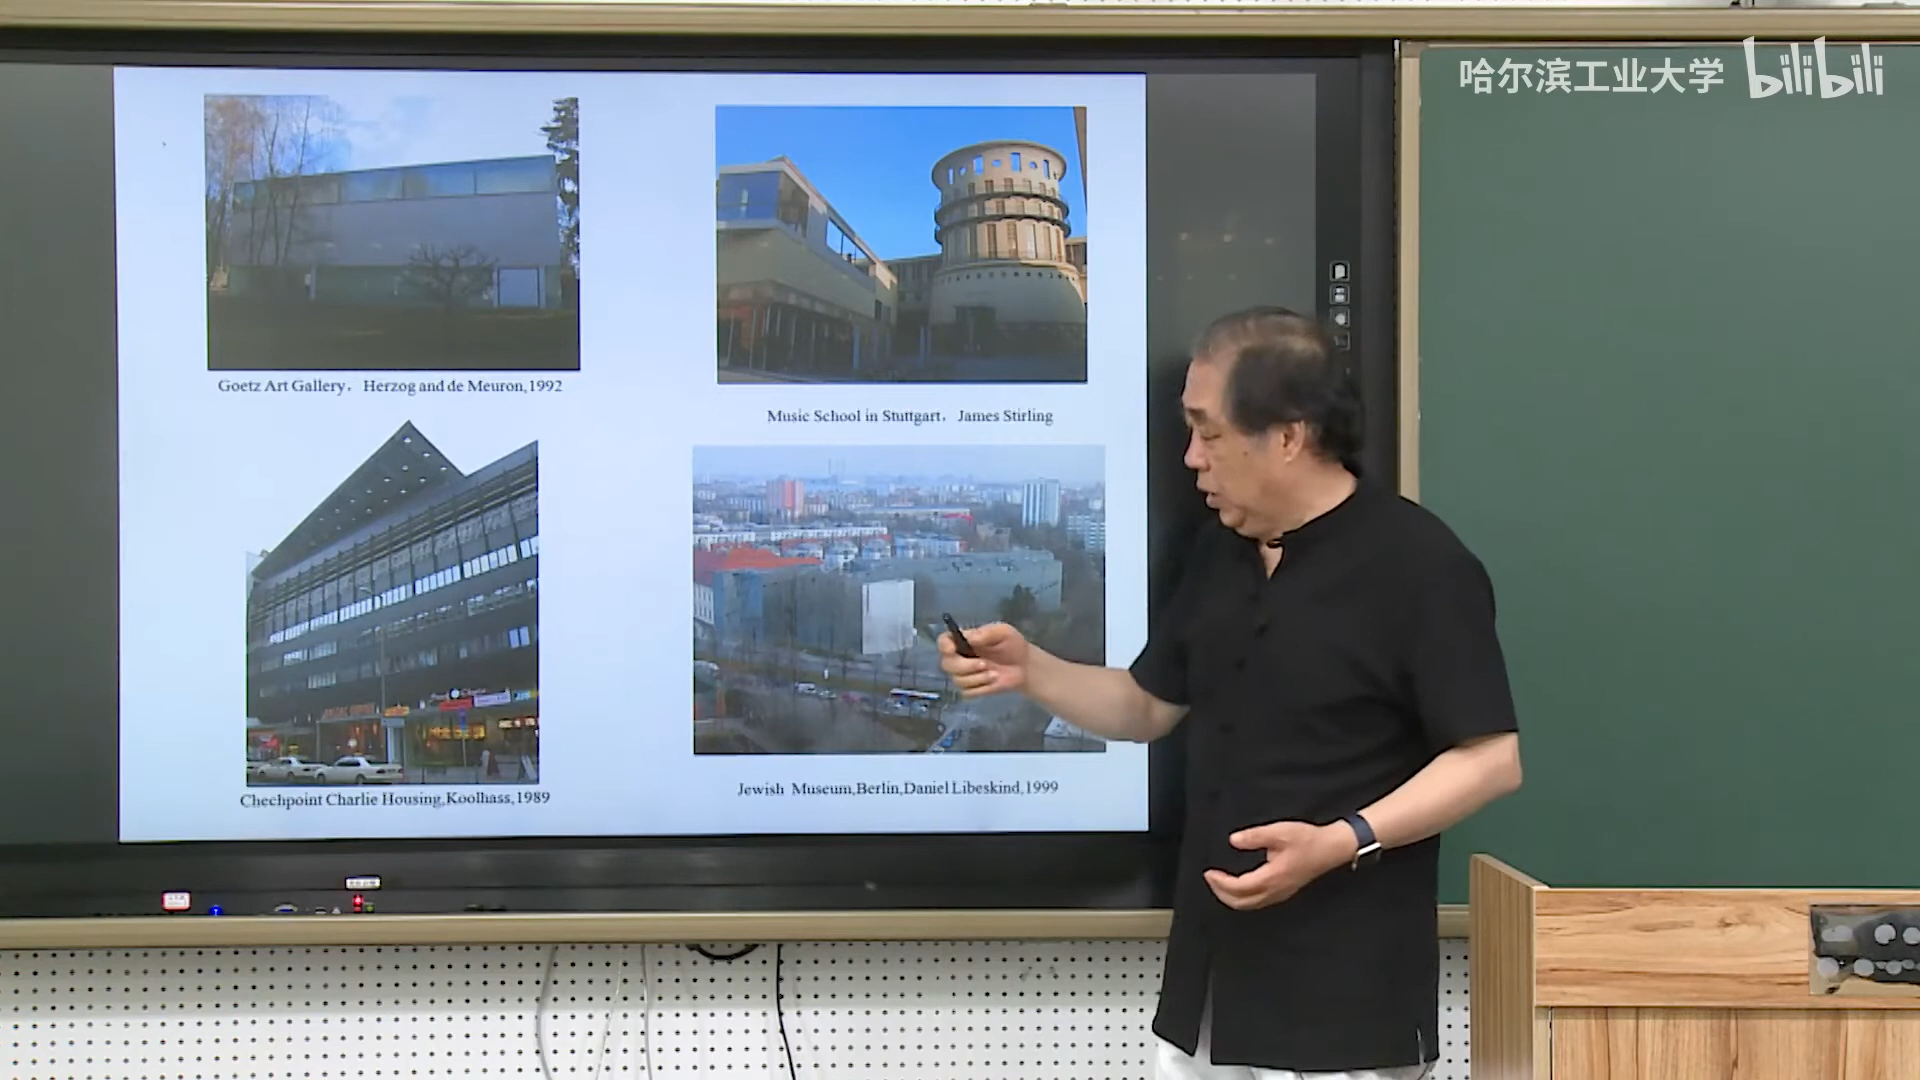 哈尔滨工业大学 bilibili
Goetz Art Gallery, Herzog and de Meuron,1992
Music School in Stuttgart, James Stirling
Chechpoint Charlie Housing,Koolhass,1989
Jewish Museum,Berlin,Daniel Libeskind,1999